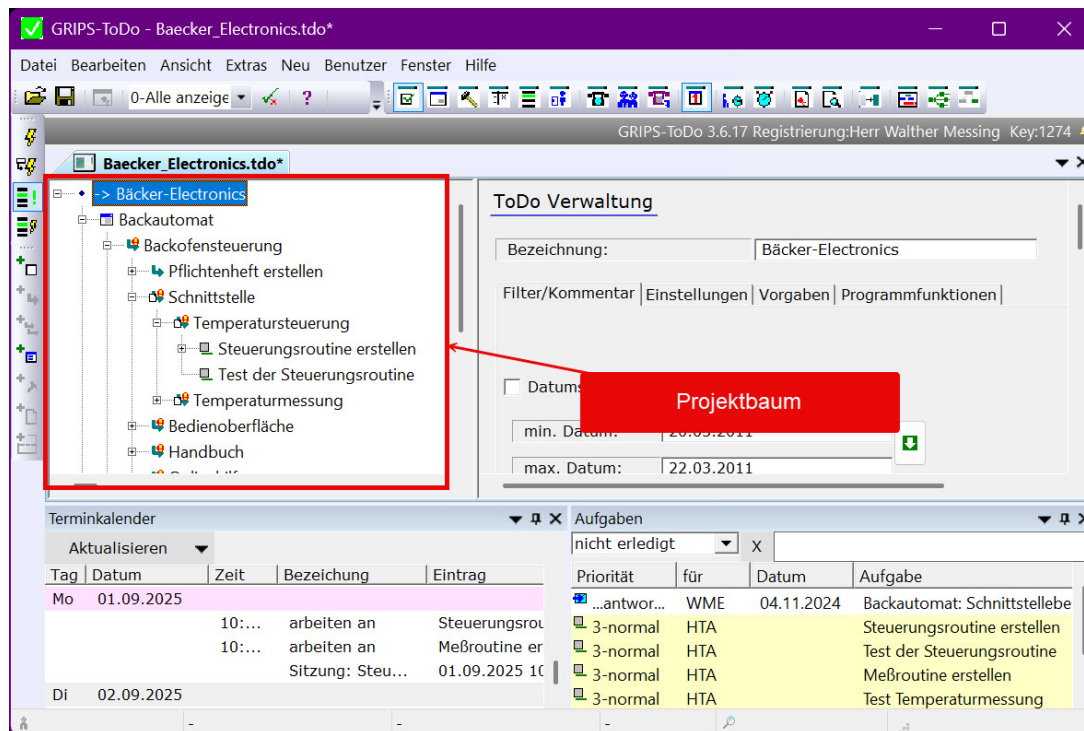 GRIPS-ToDo - Baecker_Electronics.tdo*
Datei Bearbeiten Ansicht Extras Neu Benutzer Fenster Hilfe
0-Alle anzeige
GRIPS-ToDo 3.6.17 Registrierung:Herr Walther Messing Key:1274
Baecker_Electronics.tdo*
-> Bäcker-Electronics
Backautomat
Backofensteuerung
Pflichtenheft erstellen
Schnittstelle
Temperatursteuerung
Steuerungsroutine erstellen
Test der Steuerungsroutine
Temperaturmessung
Bedienoberfläche
Handbuch
ToDo Verwaltung
Bezeichnung: Bäcker-Electronics
Filter/Kommentar Einstellungen Vorgaben Programmfunktionen
Projektbaum
min. Datum:
max. Datum: 22.03.2011
Terminkalender
Aktualisieren
Tag Datum Zeit Bezeichung Eintrag
Mo 01.09.2025
10:... arbeiten an Steuerungsrou
10:... arbeiten an Meßroutine er
Sitzung: Steu... 01.09.2025 10
Di 02.09.2025
- - -
Aufgaben
nicht erledigt X
Priorität für Datum Aufgabe
...antwor... WME 04.11.2024 Backautomat: Schnittstellebe
3-normal HTA Steuerungsroutine erstellen
3-normal HTA Test der Steuerungsroutine
3-normal HTA Meßroutine erstellen
3-normal HTA Test Temperaturmessung